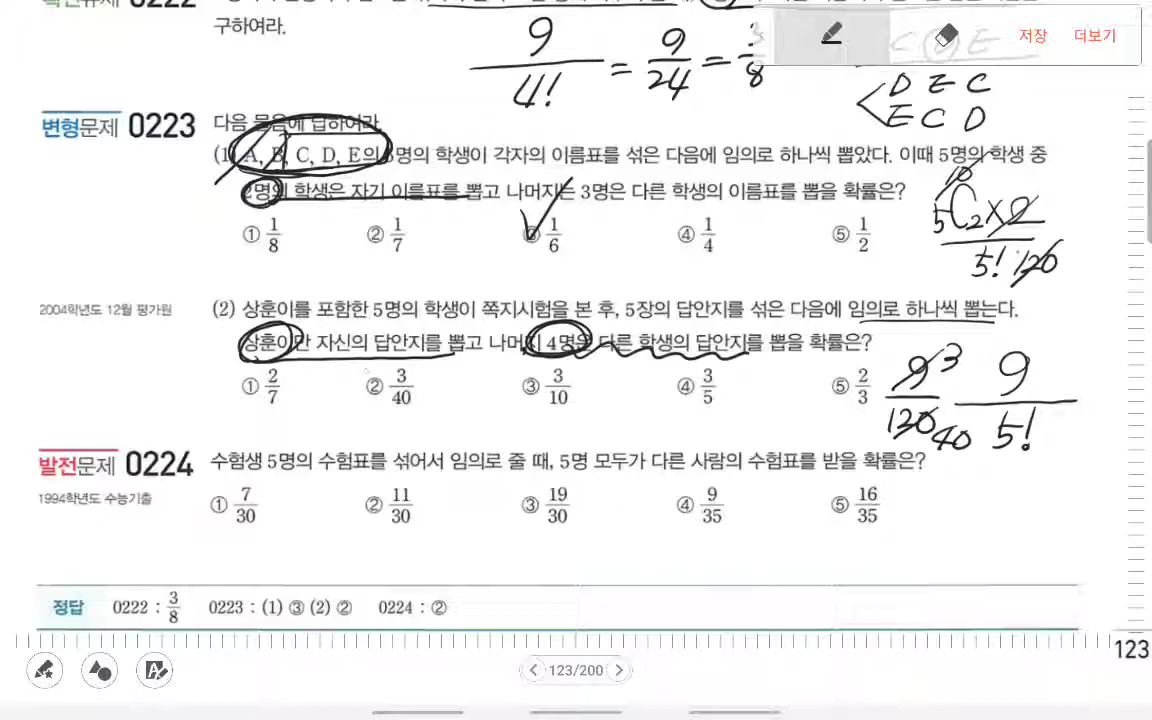 구하여라.
9/4! = 9/24 = 3/8
저장 더보기
C D E
D E C
E C D
변형문제 0223 다음 물음에 답하여라.
(1) A, B, C, D, E의 5명의 학생이 각자의 이름표를 섞은 다음에 임의로 하나씩 뽑았다. 이때 5명의 학생 중
2명의 학생은 자기 이름표를 뽑고 나머지는 3명은 다른 학생의 이름표를 뽑을 확률은?
① 1/8 ② 1/7 ③ 1/6 ④ 1/4 ⑤ 1/2
10
5C2×2
5! 120
2004학년도 12월 평가원 (2) 상훈이를 포함한 5명의 학생이 쪽지시험을 본 후, 5장의 답안지를 섞은 다음에 임의로 하나씩 뽑는다.
상훈이만 자신의 답안지를 뽑고 나머지 4명은 다른 학생의 답안지를 뽑을 확률은?
① 2/7 ② 3/40 ③ 3/10 ④ 3/5 ⑤ 2/3
9 3 9
120 40 5!
발전문제 0224 수험생 5명의 수험표를 섞어서 임의로 줄 때, 5명 모두가 다른 사람의 수험표를 받을 확률은?
1994학년도 수능기출 ① 7/30 ② 11/30 ③ 19/30 ④ 9/35 ⑤ 16/35
정답 0222 : 3/8 0223 : (1) ③ (2) ② 0224 : ②
123
123/200